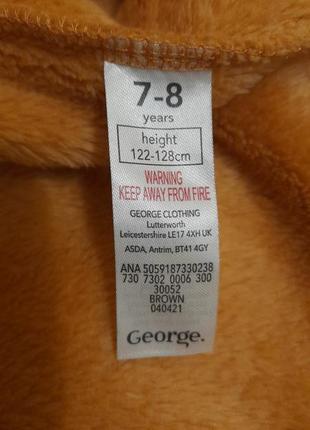 7-8
years
height
122-128cm
WARNING
KEEP AWAY FROM FIRE
GEORGE CLOTHING
Lutterworth
Leicestershire LE17 4XH UK
ASDA, Antrim, BT41 4GY
ANA 5059187330238
730 7302 0006 300
30052
BROWN
040421
George.